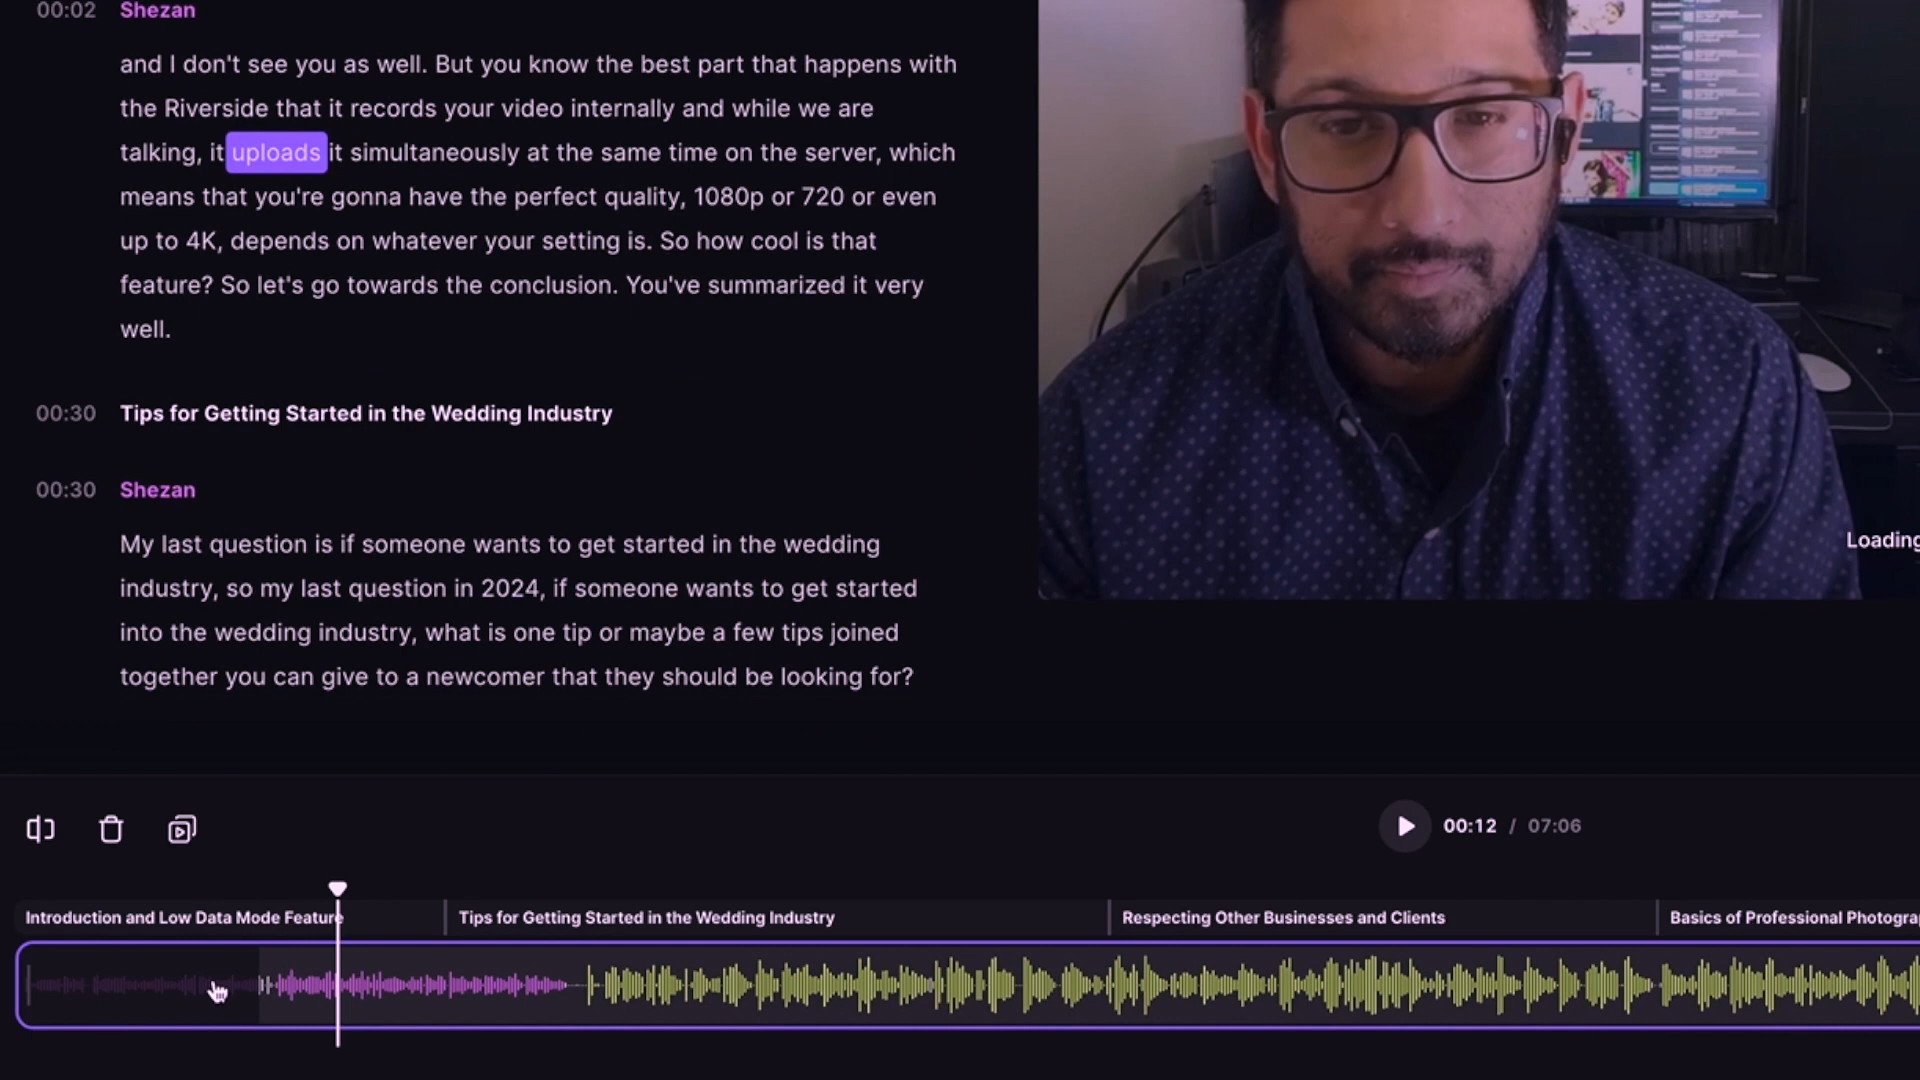 00:02 Shezan
and I don't see you as well. But you know the best part that happens with
the Riverside that it records your video internally and while we are
talking, it uploads it simultaneously at the same time on the server, which
means that you're gonna have the perfect quality, 1080p or 720 or even
up to 4K, depends on whatever your setting is. So how cool is that
feature? So let's go towards the conclusion. You've summarized it very
well.
00:30 Tips for Getting Started in the Wedding Industry
00:30 Shezan
My last question is if someone wants to get started in the wedding
industry, so my last question in 2024, if someone wants to get started
into the wedding industry, what is one tip or maybe a few tips joined
together you can give to a newcomer that they should be looking for?
Loading
00:12 / 07:06
Introduction and Low Data Mode Feature
Tips for Getting Started in the Wedding Industry
Respecting Other Businesses and Clients
Basics of Professional Photogra